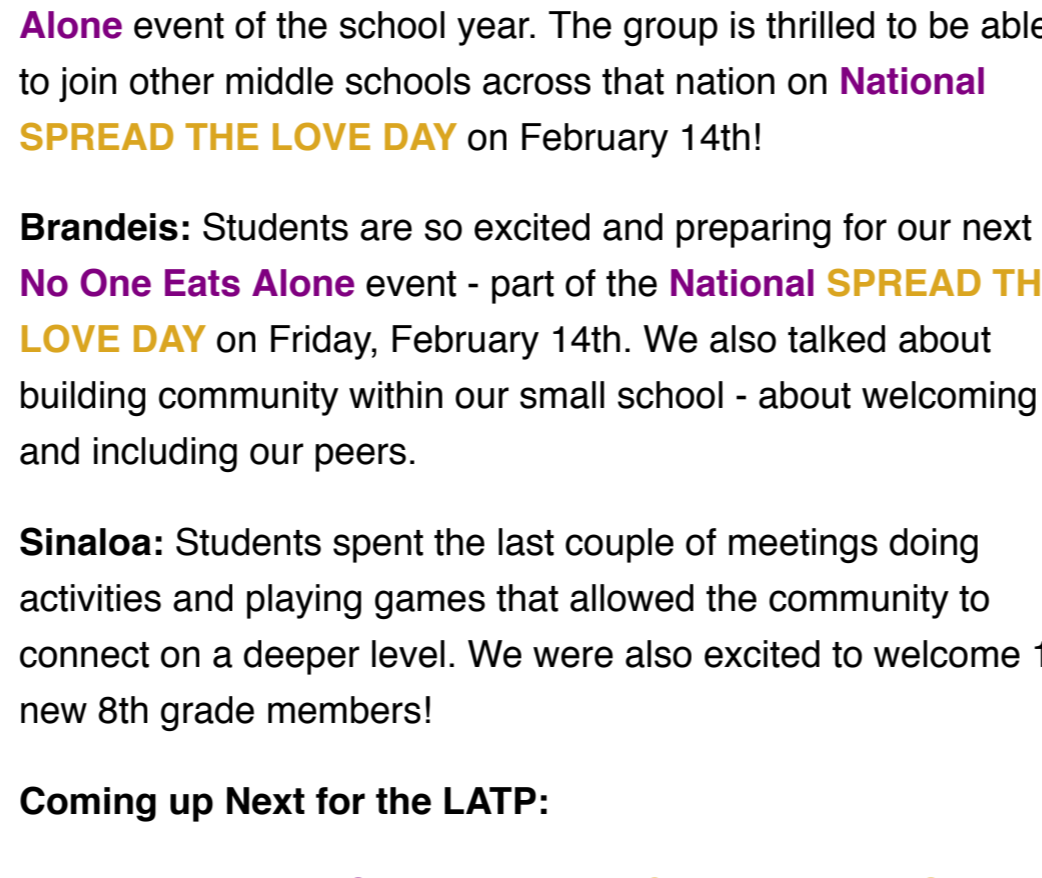 Alone event of the school year. The group is thrilled to be able
to join other middle schools across that nation on National
SPREAD THE LOVE DAY on February 14th!
Brandeis: Students are so excited and preparing for our next
No One Eats Alone event - part of the National SPREAD
LOVE DAY on Friday, February 14th. We also talked about
building community within our small school - about welcoming
and including our peers.
Sinaloa: Students spent the last couple of meetings doing
activities and playing games that allowed the community to
connect on a deeper level. We were also excited to welcome
new 8th grade members!
Coming up Next for the LATP: